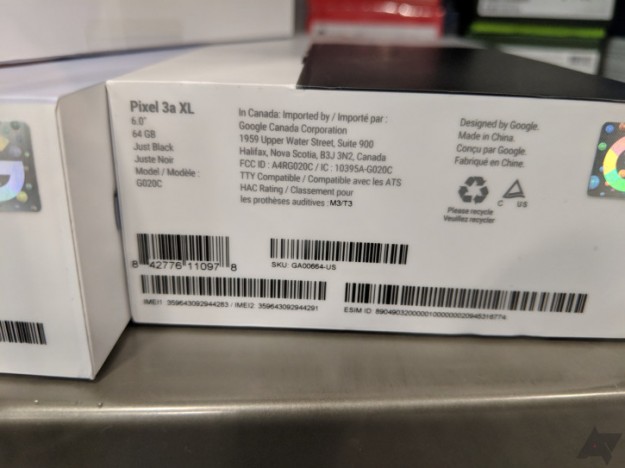 Pixel 3a XL
6.0"
64 GB
Just Black
Juste Noir
Model / Modèle :
G020C
In Canada: Imported by / Importé par :
Google Canada Corporation
1959 Upper Water Street, Suite 900
Halifax, Nova Scotia, B3J 3N2, Canada
FCC ID : A4RG020C / IC : 10395A-G020C
TTY Compatible / Compatible avec les ATS
HAC Rating / Classement pour
les prothèses auditives : M3/T3
Designed by Google.
Made in China.
Conçu par Google.
Fabriqué en Chine.
Please recycle
Veuillez recycler
C US
8 42776 11097 8
SKU: GA00664-US
IMEI1 359643092944283 / IMEI2 359643092944291
ESIM ID
G